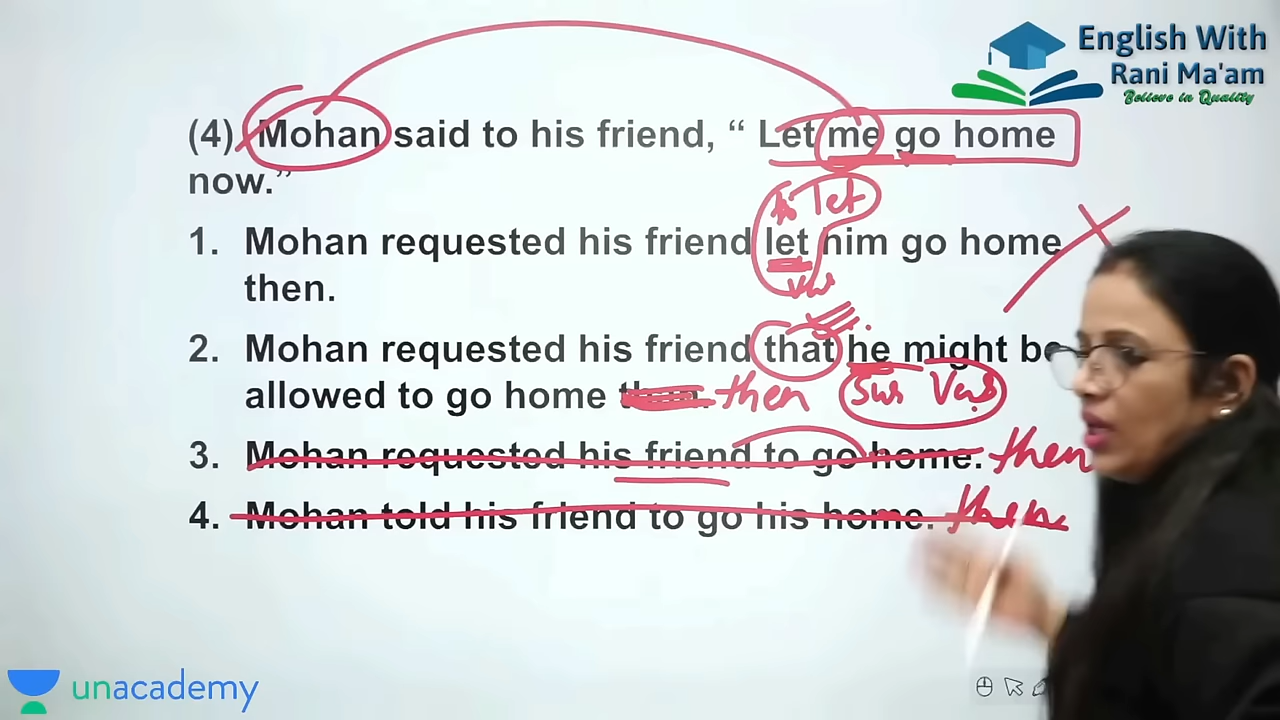 English With
Rani Ma'am
Believe in Quality
(4). Mohan said to his friend, “ Let me go home
now.”
to let
1. Mohan requested his friend let him go home
then.
2. Mohan requested his friend that he might be
allowed to go home then
3. Mohan requested his friend to go home. then
4. Mohan told his friend to go his home. then
unacademy